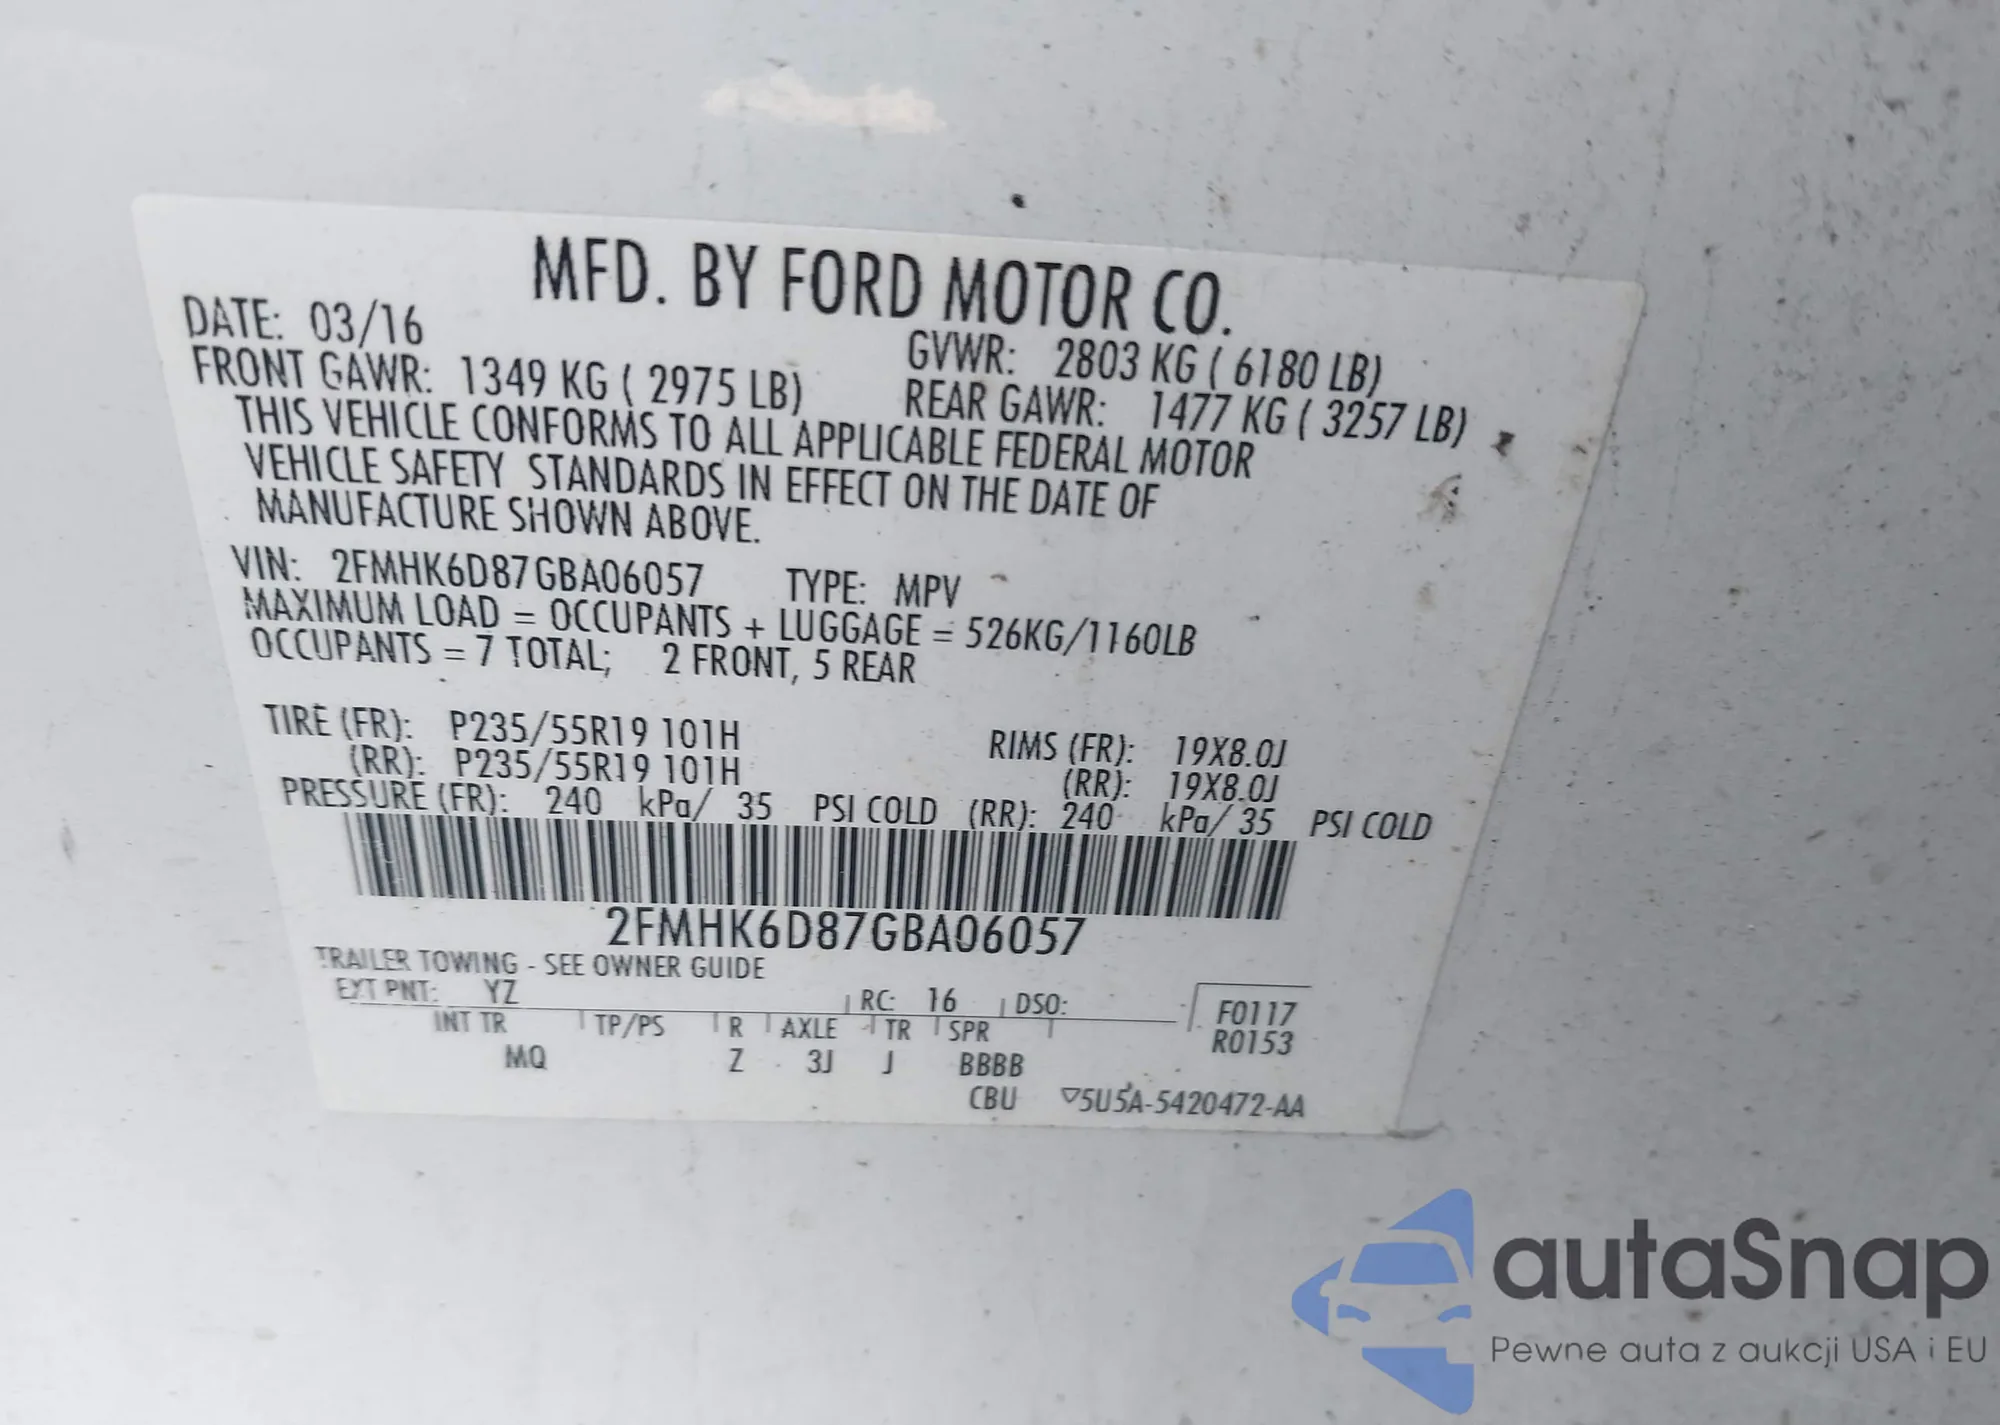 MFD. BY FORD MOTOR CO.
DATE: 03/16 GVWR: 2803 KG ( 6180 LB)
FRONT GAWR: 1349 KG ( 2975 LB) REAR GAWR: 1477 KG ( 3257 LB)
THIS VEHICLE CONFORMS TO ALL APPLICABLE FEDERAL MOTOR
VEHICLE SAFETY STANDARDS IN EFFECT ON THE DATE OF
MANUFACTURE SHOWN ABOVE.
VIN: 2FMHK6D87GBA06057 TYPE: MPV
MAXIMUM LOAD = OCCUPANTS + LUGGAGE = 526KG/1160LB
OCCUPANTS = 7 TOTAL; 2 FRONT, 5 REAR
TIRE (FR): P235/55R19 101H RIMS (FR): 19X8.0J
(RR): P235/55R19 101H (RR): 19X8.0J
PRESSURE (FR): 240 kPa/ 35 PSI COLD (RR): 240 kPa/ 35 PSI COLD
2FMHK6D87GBA06057
TRAILER TOWING - SEE OWNER GUIDE
EXT PNT: YZ RC: 16 DSO: F0117
INT TR TP/PS R AXLE TR SPR R0153
MQ Z 3J J BBBB
CBU ▽5U5A-5420472-AA
autaSnap
Pewne auta z aukcji USA i EU